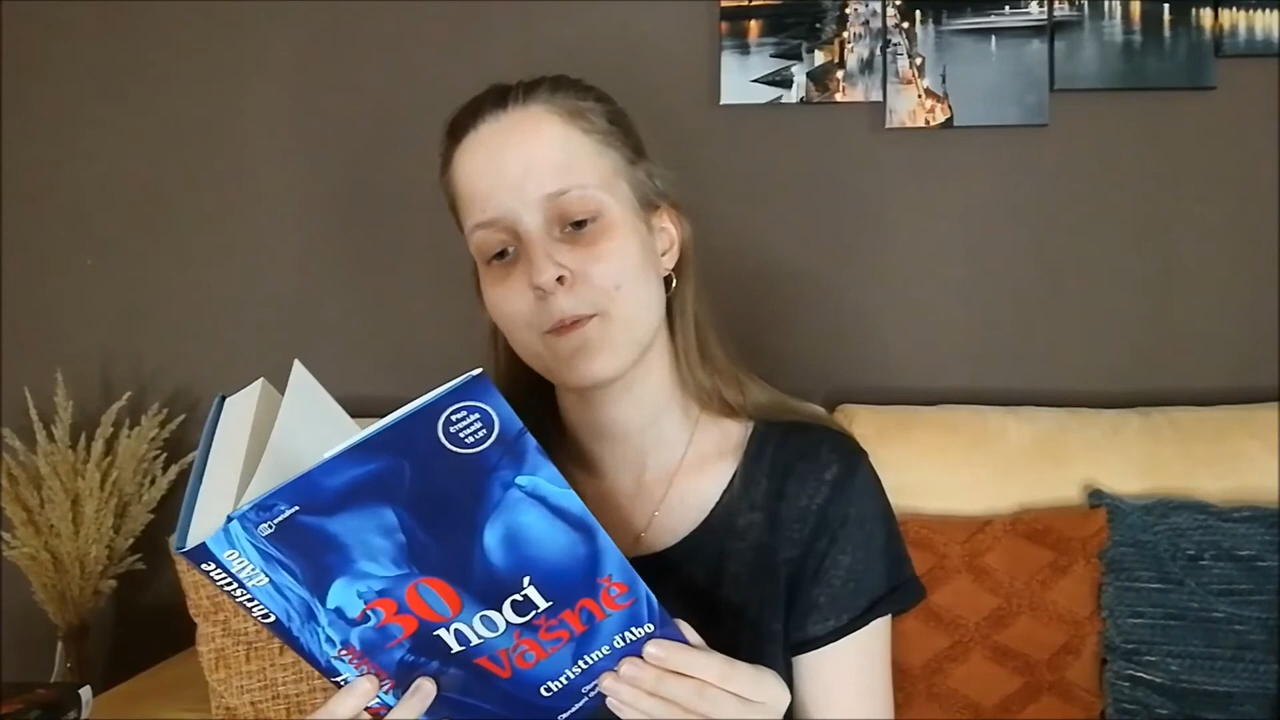 PRO
ČTENÁŘE
STARŠÍ
18 LET
30
nocí
vášně
Christine d'Abo
Christine
d'Abo